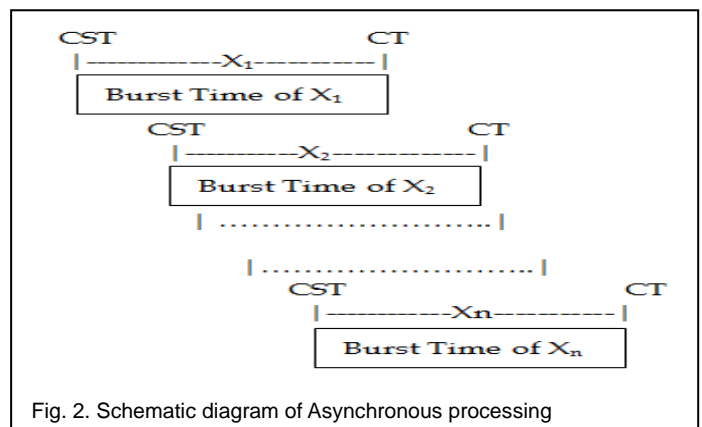 CST CT
|-------------X₁------------|
Burst Time of X₁
CST CT
|-----------X₂-------------|
Burst Time of X₂
| ……………………….. |
|……………………….. |
CST CT
|------------Xn------------|
Burst Time of Xₙ
Fig. 2. Schematic diagram of Asynchronous processing